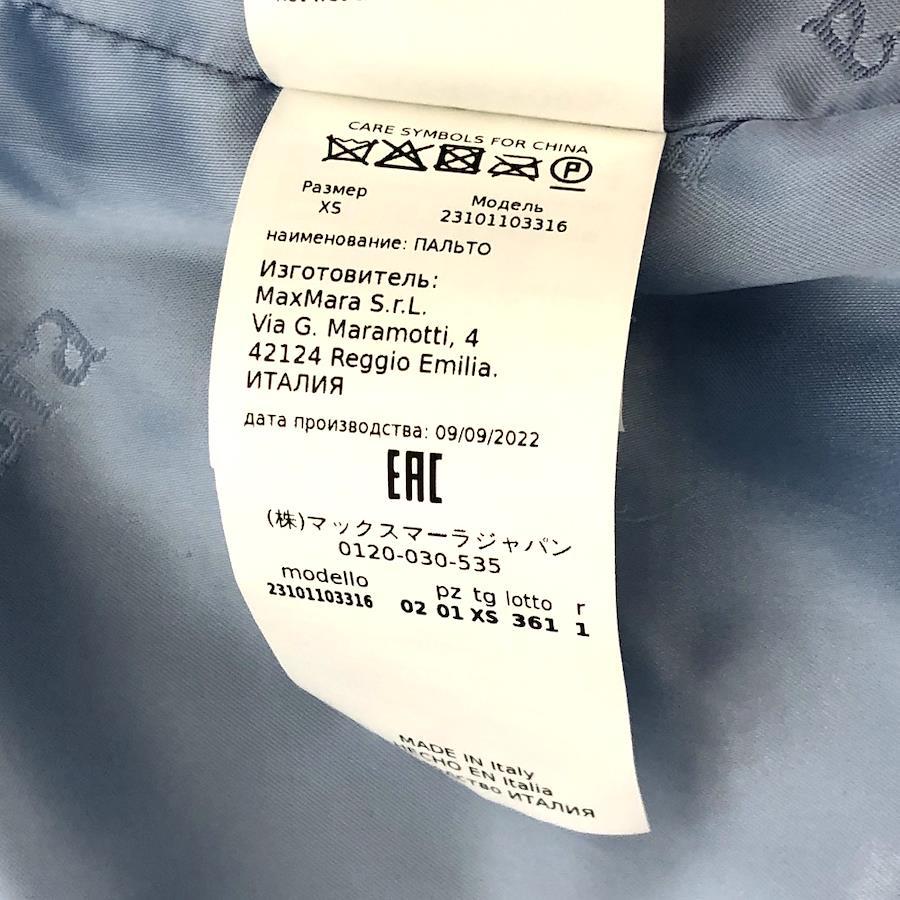 CARE SYMBOLS FOR CHINA
P
Размер
XS
Модель
23101103316
наименование: ПАЛЬТО
Изготовитель:
MaxMara S.r.L.
Via G. Maramotti, 4
42124 Reggio Emilia.
ИТАЛИЯ
дата производства: 09/09/2022
EAC
(株)マックスマーラジャパン
0120-030-535
modello pz tg lotto r
23101103316 02 01 XS 361 1
MADE IN Italy
HECHO EN Italia
ИТАЛИЯ